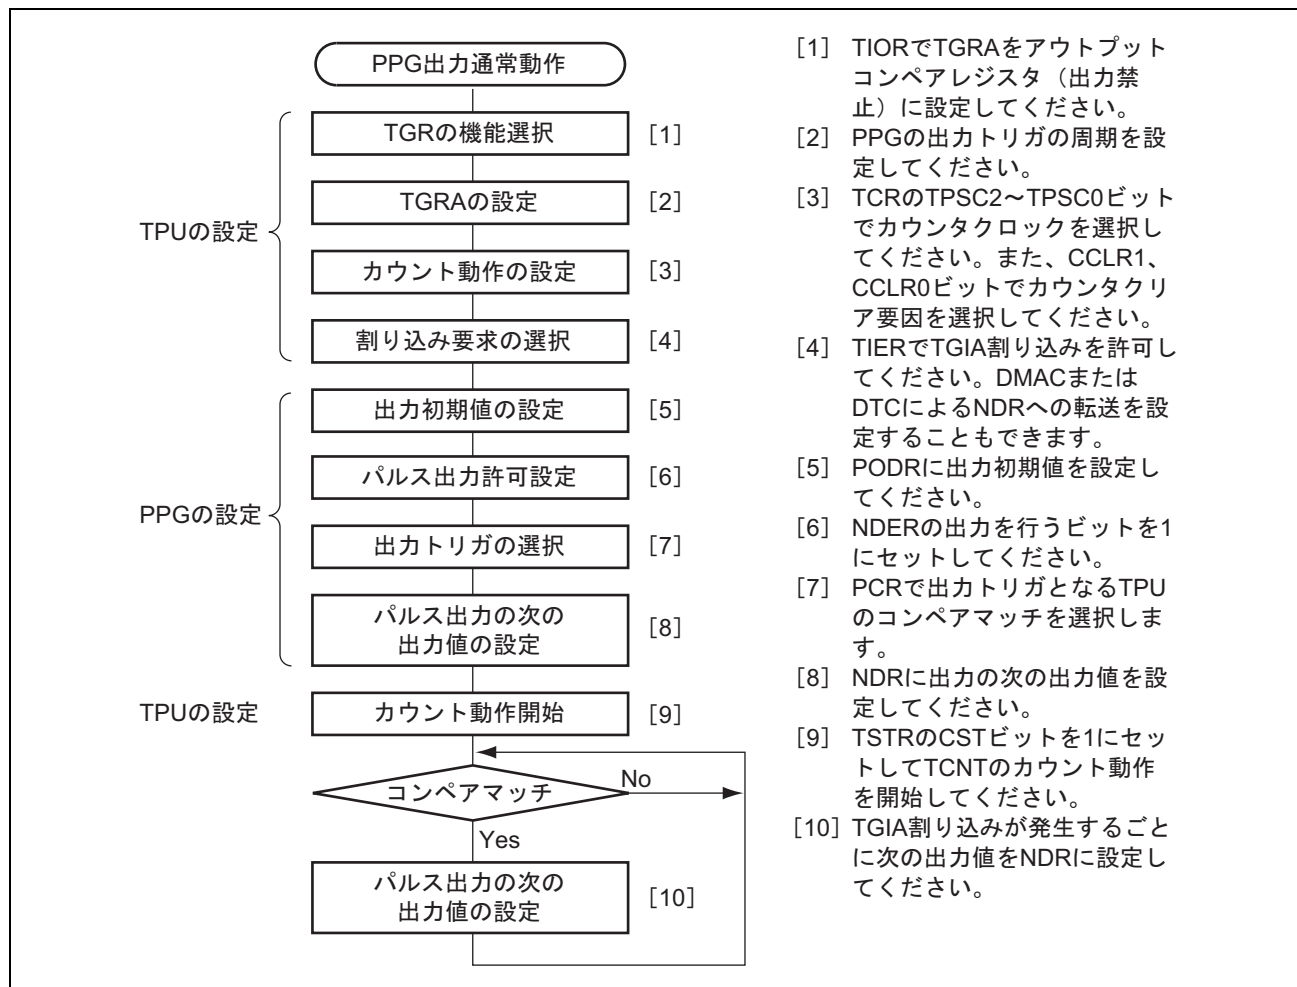 PPG出力通常動作
TPUの設定
TGRの機能選択 [1]
TGRAの設定 [2]
カウント動作の設定 [3]
割り込み要求の選択 [4]
PPGの設定
出力初期値の設定 [5]
パルス出力許可設定 [6]
出力トリガの選択 [7]
パルス出力の次の
出力値の設定 [8]
TPUの設定
カウント動作開始 [9]
コンペアマッチ
No
Yes
パルス出力の次の
出力値の設定 [10]
[1] TIORでTGRAをアウトプット
コンペアレジスタ（出力禁
止）に設定してください。
[2] PPGの出力トリガの周期を設
定してください。
[3] TCRのTPSC2～TPSC0ビット
でカウンタクロックを選択し
てください。また、CCLR1、
CCLR0ビットでカウンタクリ
ア要因を選択してください。
[4] TIERでTGIA割り込みを許可し
てください。DMACまたは
DTCによるNDRへの転送を設
定することもできます。
[5] PODRに出力初期値を設定し
てください。
[6] NDERの出力を行うビットを1
にセットしてください。
[7] PCRで出力トリガとなるTPU
のコンペアマッチを選択しま
す。
[8] NDRに出力の次の出力値を設
定してください。
[9] TSTRのCSTビットを1にセッ
トしてTCNTのカウント動作
を開始してください。
[10] TGIA割り込みが発生するごと
に次の出力値をNDRに設定し
てください。